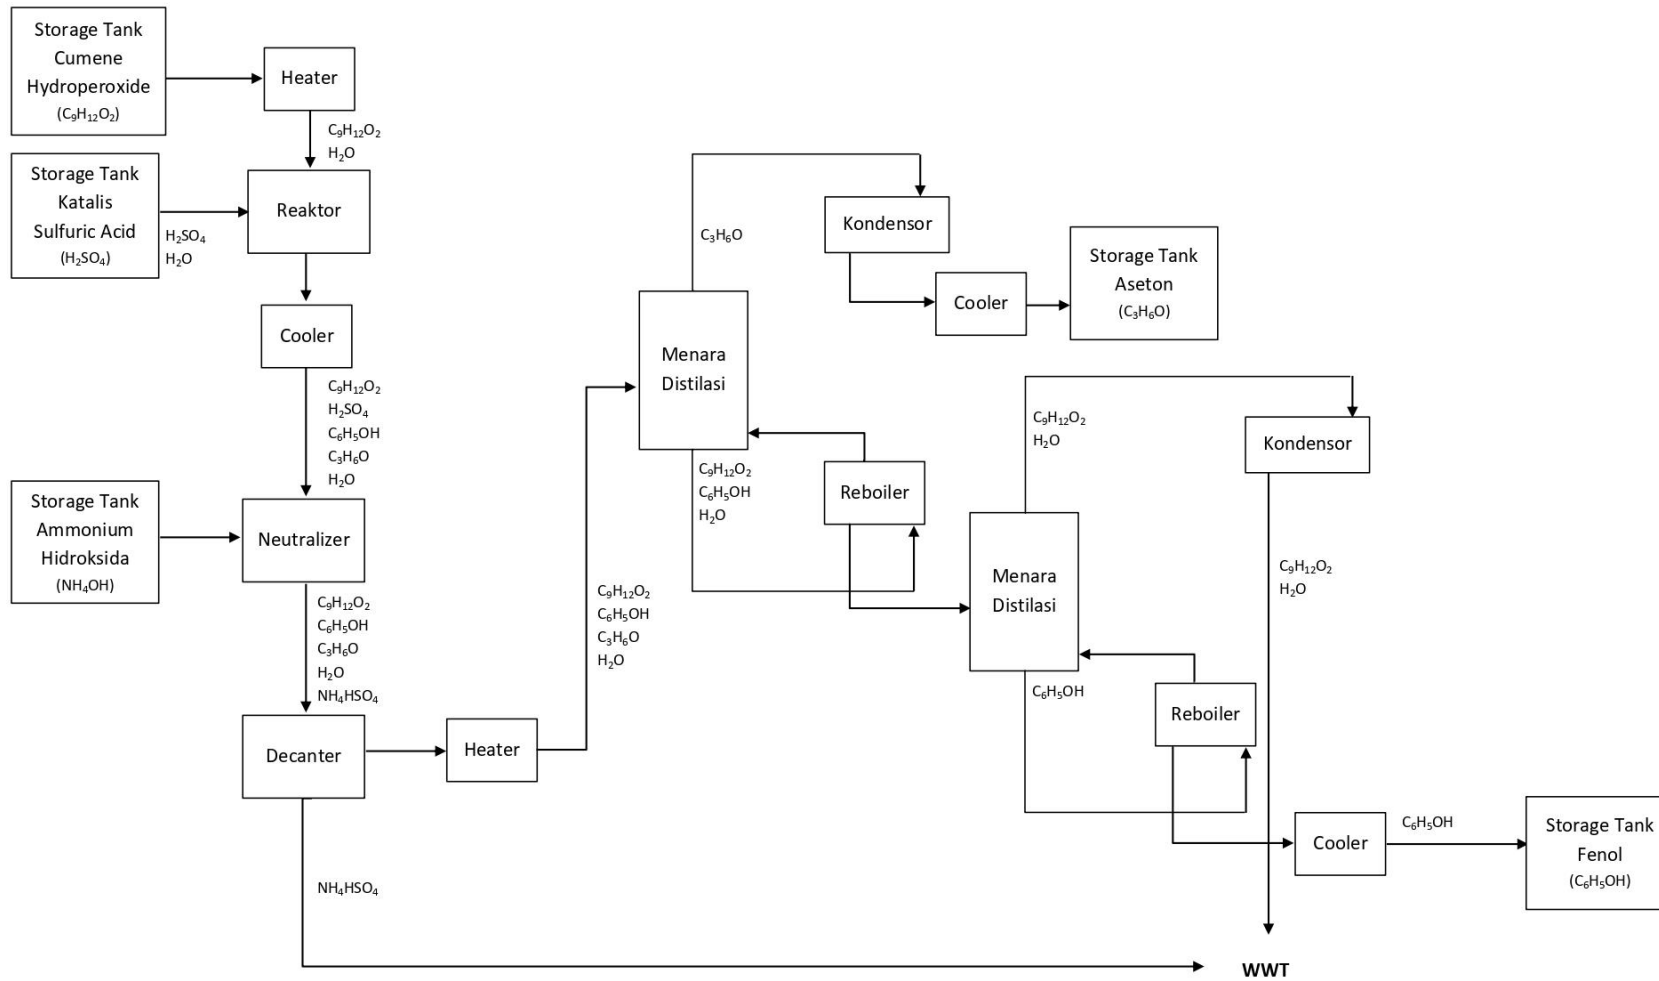 Storage Tank
Cumene
Hydroperoxide
(C₉H₁₂O₂)
Heater
C₉H₁₂O₂
H₂O
Storage Tank
Katalis
Sulfuric Acid
(H₂SO₄)
H₂SO₄
H₂O
Reaktor
Cooler
C₉H₁₂O₂
H₂SO₄
C₆H₅OH
C₃H₆O
H₂O
Storage Tank
Ammonium
Hidroksida
(NH₄OH)
Neutralizer
C₉H₁₂O₂
C₆H₅OH
C₃H₆O
H₂O
NH₄HSO₄
Decanter
NH₄HSO₄
Heater
C₉H₁₂O₂
C₆H₅OH
C₃H₆O
H₂O
Menara
Distilasi
C₃H₆O
Kondensor
Cooler
Storage Tank
Aseton
(C₃H₆O)
C₉H₁₂O₂
C₆H₅OH
H₂O
Reboiler
Menara
Distilasi
C₉H₁₂O₂
H₂O
Kondensor
C₉H₁₂O₂
H₂O
C₆H₅OH
Reboiler
Cooler
C₆H₅OH
Storage Tank
Fenol
(C₆H₅OH)
WWT